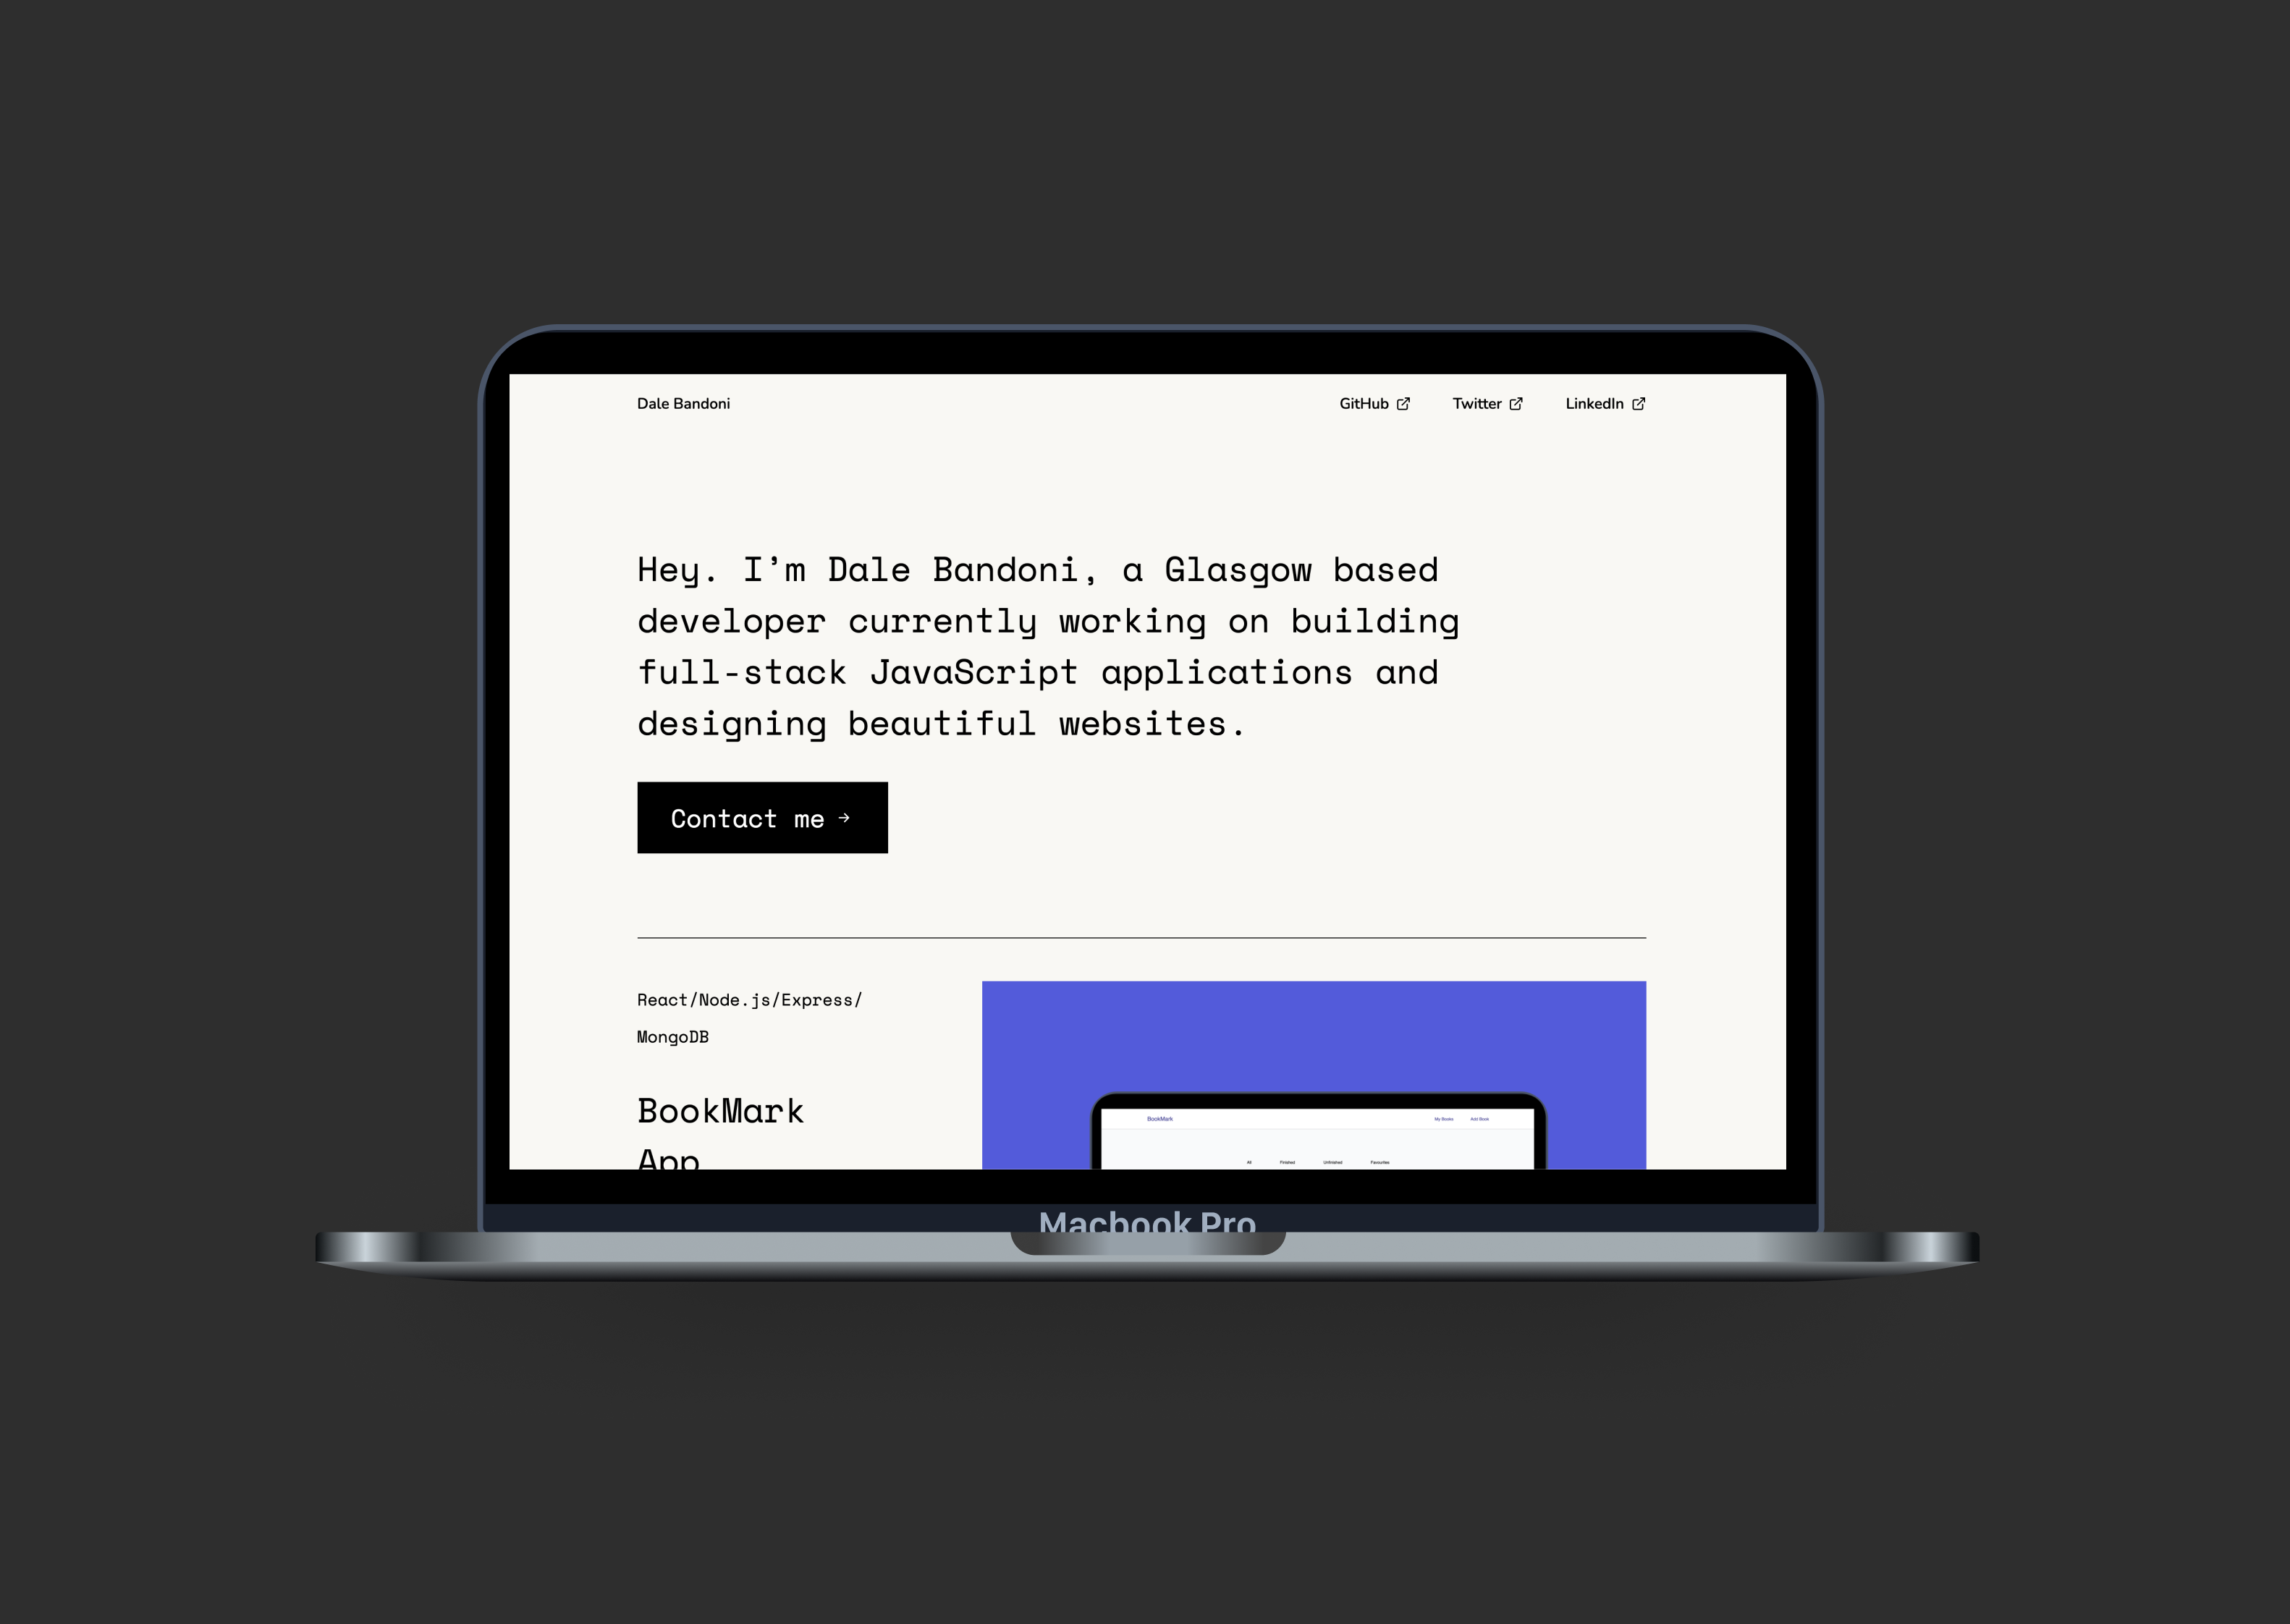 Dale Bandoni
GitHub Twitter LinkedIn
Hey. I'm Dale Bandoni, a Glasgow based
developer currently working on building
full-stack JavaScript applications and
designing beautiful websites.
Contact me →
React/Node.js/Express/
MongoDB
BookMark
App
BookMark
My Books Add Book
All Finished Unfinished Favourites
Macbook Pro